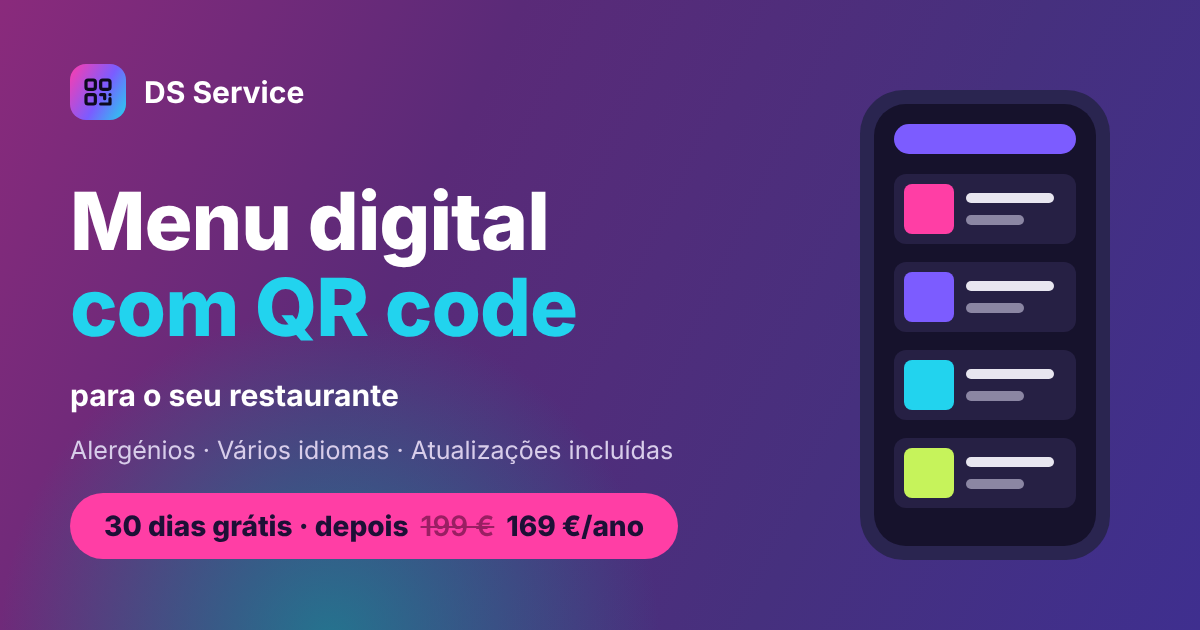 DS Service
Menu digital
com QR code
para o seu restaurante
Alergénios · Vários idiomas · Atualizações incluídas
30 dias grátis · depois 199 € 169 €/ano